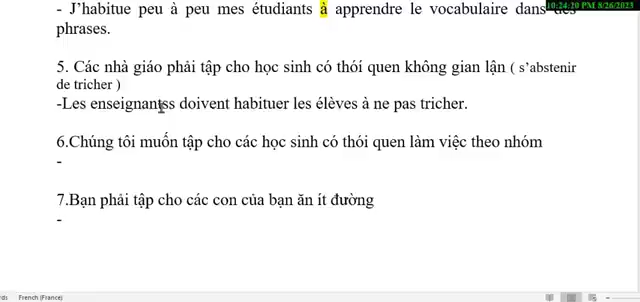 10:24:20 PM 8/26/2023
- J’habitue peu à peu mes étudiants à apprendre le vocabulaire dans des
phrases.
5. Các nhà giáo phải tập cho học sinh có thói quen không gian lận ( s’abstenir
de tricher )
-Les enseignantss doivent habituer les élèves à ne pas tricher.
6.Chúng tôi muốn tập cho các học sinh có thói quen làm việc theo nhóm
-
7.Bạn phải tập cho các con của bạn ăn ít đường
-
French (France)